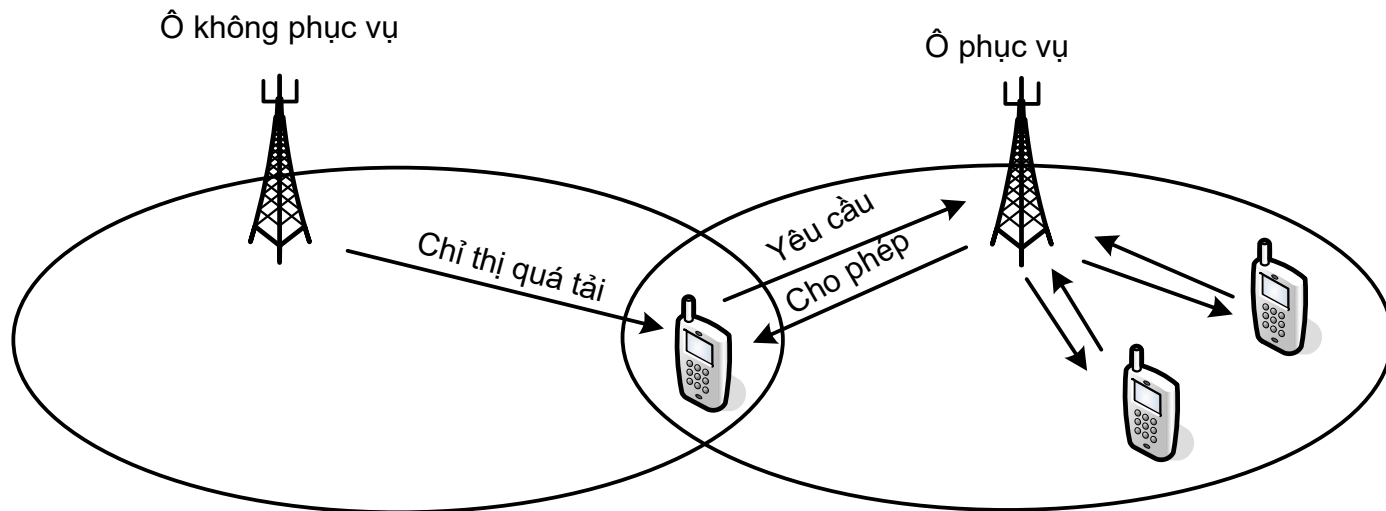 Ô không phục vụ
Ô phục vụ
Chỉ thị quá tải
Yêu cầu
Cho phép